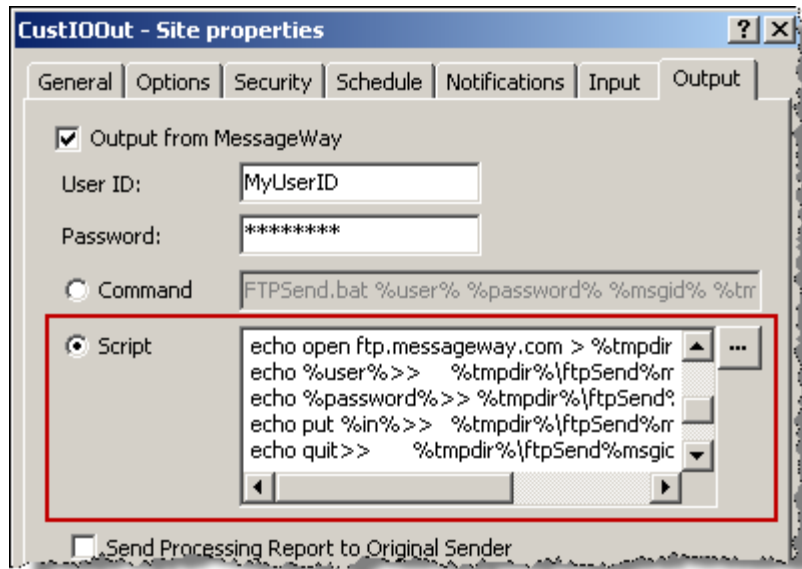 CustIOOut - Site properties
General Options Security Schedule Notifications Input Output
Output from MessageWay
User ID: MyUserID
Password: ********
Command FTPSend.bat %user% %password% %msgid% %tm
Script
echo open ftp.messageway.com > %tmpdir
echo %user%>> %tmpdir%\ftpSend%m
echo %password%>> %tmpdir%\ftpSend%
echo put %in%>> %tmpdir%\ftpSend%m
echo quit>> %tmpdir%\ftpSend%msgic
...
Send Processing Report to Original Sender